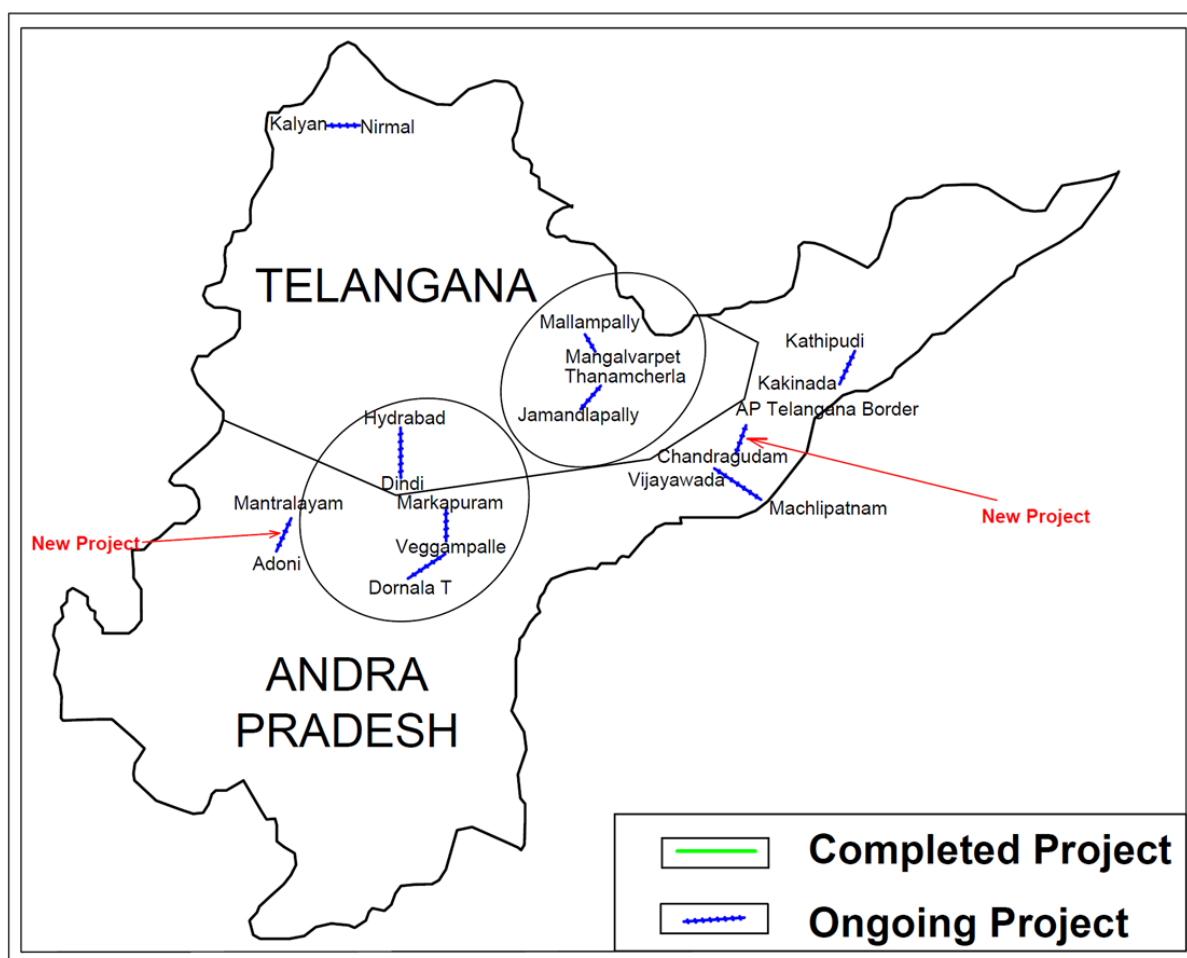 Kalyan
Nirmal
TELANGANA
Mallampally
Mangalvarpet
Thanamcherla
Jamandlapally
Kathipudi
Kakinada
AP Telangana Border
Hydrabad
Dindi
Chandragudam
Vijayawada
Machlipatnam
New Project
Mantralayam
Markapuram
New Project
Adoni
Veggampalle
Dornala T
ANDRA
PRADESH
Completed Project
Ongoing Project